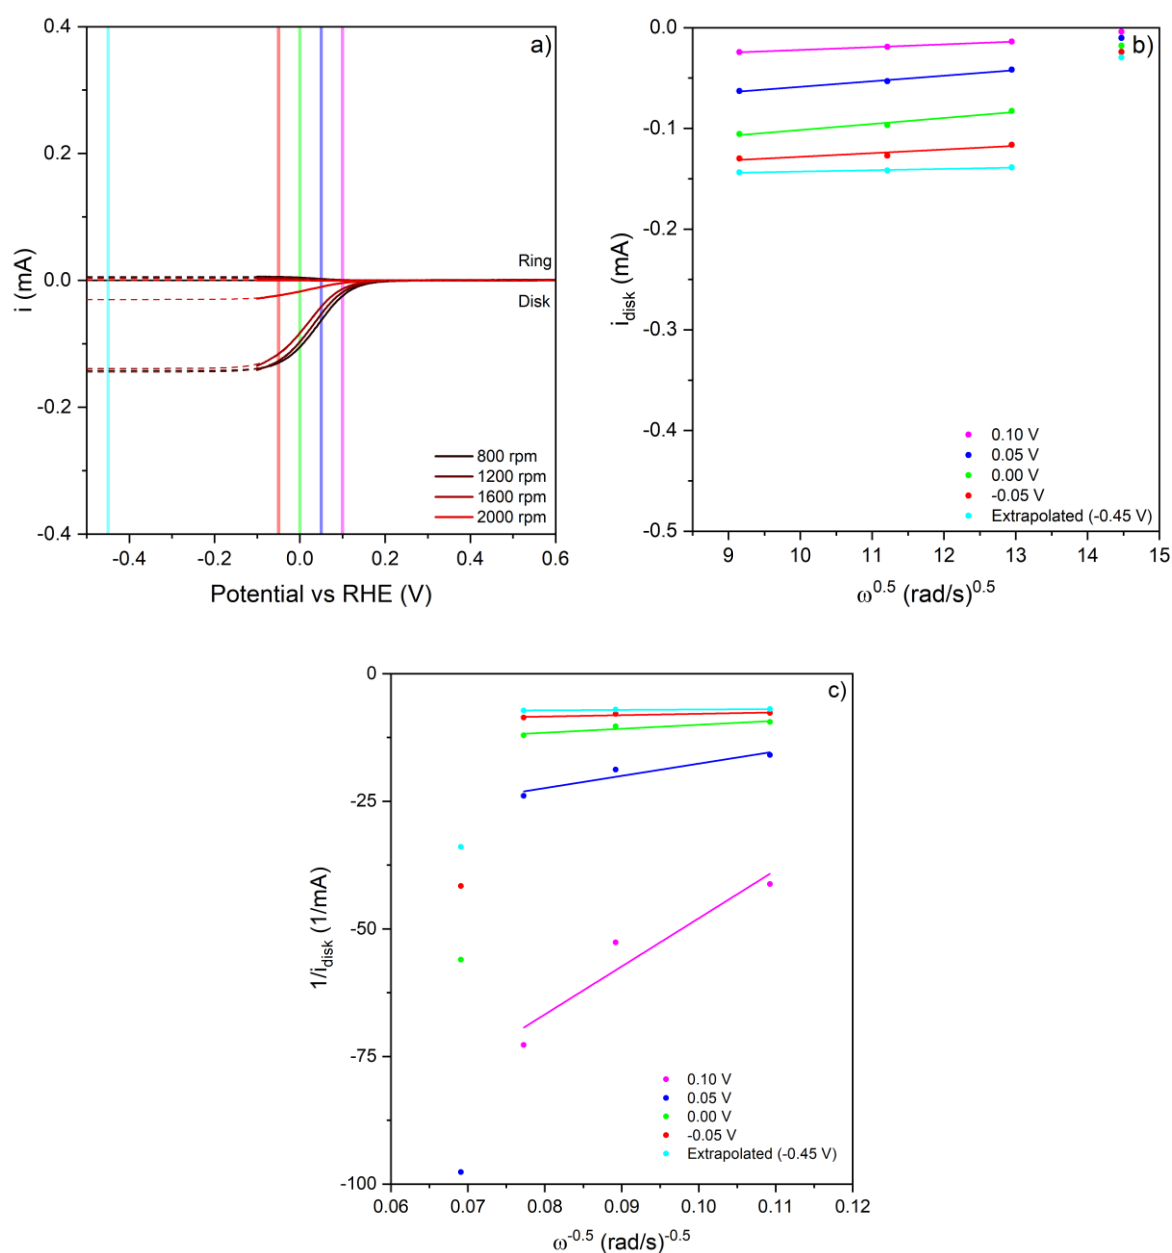 a)
0.4
0.2
0.0
-0.2
-0.4
i (mA)
Ring
Disk
800 rpm
1200 rpm
1600 rpm
2000 rpm
-0.4 -0.2 0.0 0.2 0.4 0.6
Potential vs RHE (V)
b)
0.0
-0.1
-0.2
-0.3
-0.4
-0.5
i_disk (mA)
0.10 V
0.05 V
0.00 V
-0.05 V
Extrapolated (-0.45 V)
9 10 11 12 13 14 15
ω^0.5 (rad/s)^0.5
c)
0
-25
-50
-75
-100
1/i_disk (1/mA)
0.10 V
0.05 V
0.00 V
-0.05 V
Extrapolated (-0.45 V)
0.06 0.07 0.08 0.09 0.10 0.11 0.12
ω^-0.5 (rad/s)^-0.5